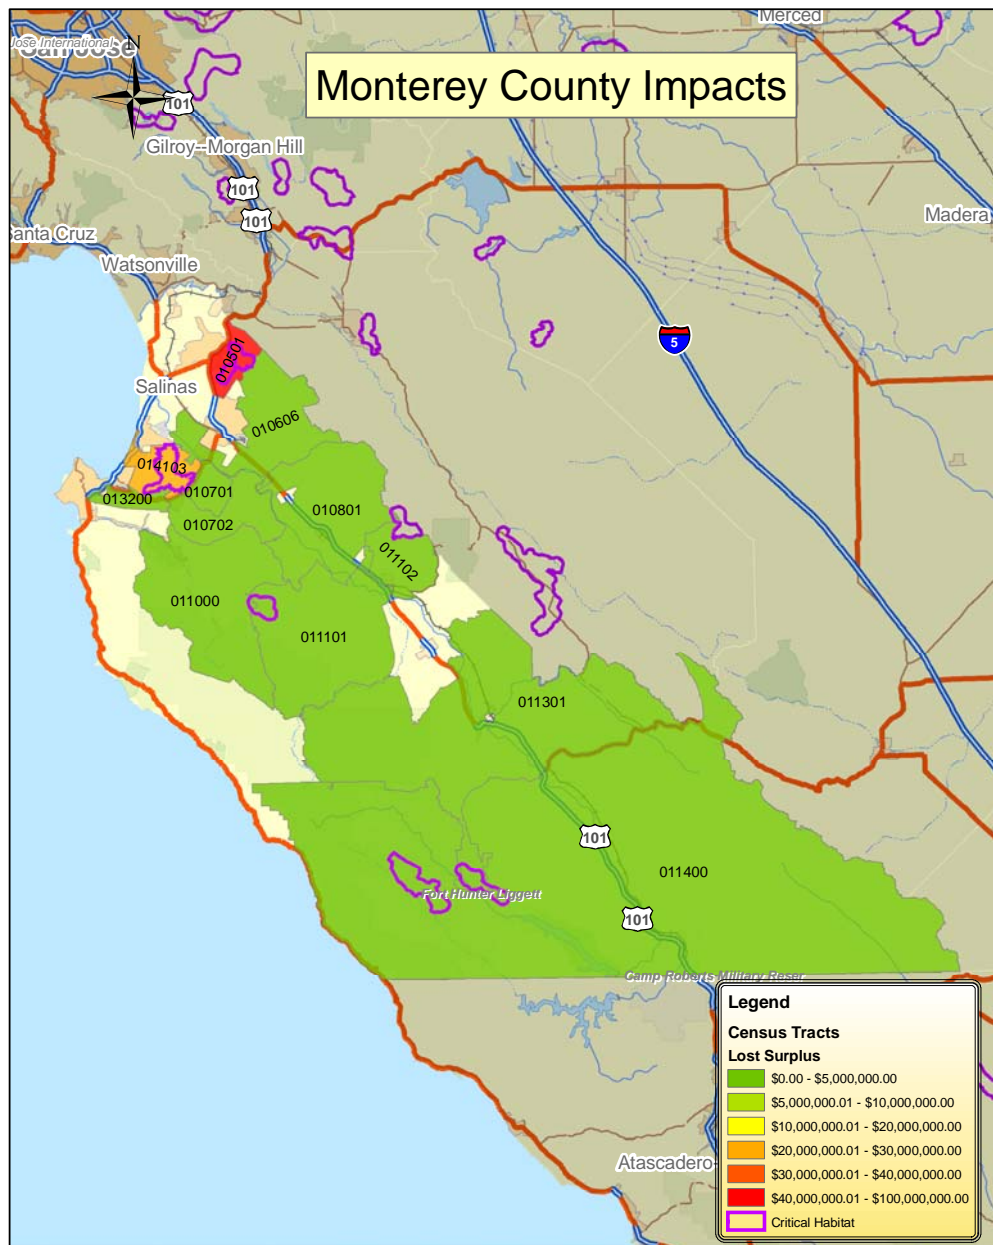 Merced
Jose International
San Jose
N
Monterey County Impacts
101
Gilroy--Morgan Hill
101
101
Madera
Santa Cruz
Watsonville
5
010501
Salinas
010606
014103
013200
010701
010801
010702
011102
011000
011101
011301
101
011400
Fort Hunter Liggett
101
Camp Roberts Military Reser
Legend
Census Tracts
Lost Surplus
$0.00 - $5,000,000.00
$5,000,000.01 - $10,000,000.00
$10,000,000.01 - $20,000,000.00
$20,000,000.01 - $30,000,000.00
$30,000,000.01 - $40,000,000.00
$40,000,000.01 - $100,000,000.00
Critical Habitat
Atascadero